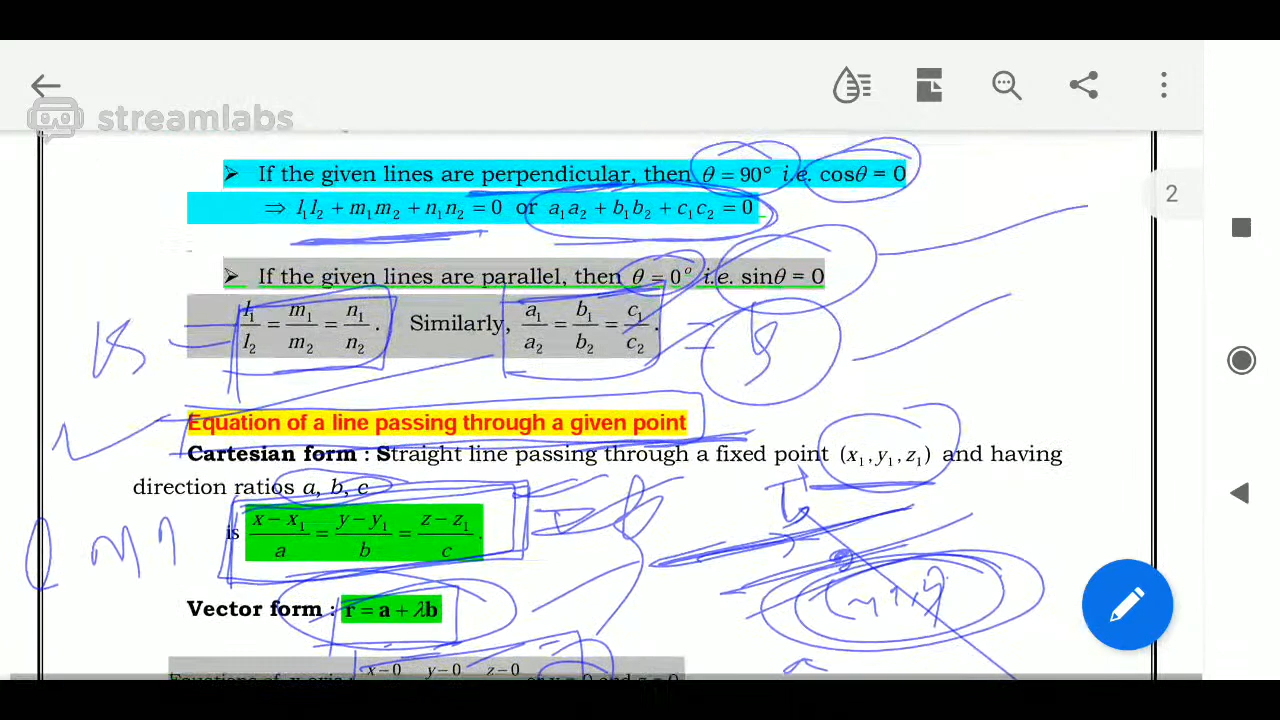 streamlabs
2
➢ If the given lines are perpendicular, then θ = 90° i.e. cosθ = 0
⇒ l₁l₂ + m₁m₂ + n₁n₂ = 0 or a₁a₂ + b₁b₂ + c₁c₂ = 0
➢ If the given lines are parallel, then θ = 0° i.e. sinθ = 0
l₁/l₂ = m₁/m₂ = n₁/n₂ . Similarly, a₁/a₂ = b₁/b₂ = c₁/c₂ .
Equation of a line passing through a given point
Cartesian form : Straight line passing through a fixed point (x₁, y₁, z₁) and having
direction ratios a, b, c
is (x − x₁)/a = (y − y₁)/b = (z − z₁)/c .
l m n
Vector form : r = a + λb
x−0 y−0 z−0